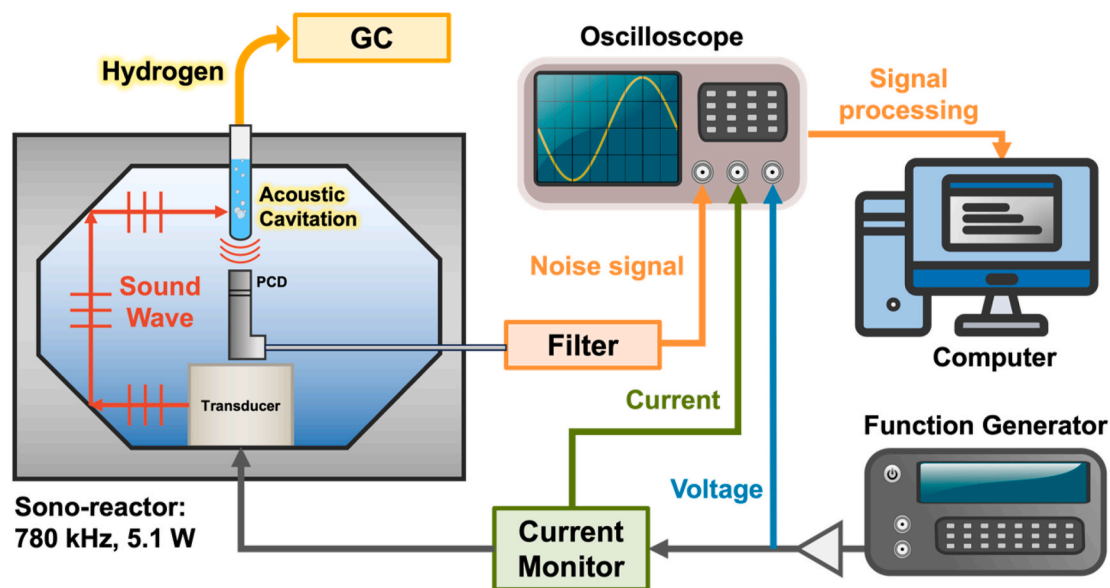 GC
Hydrogen
Oscilloscope
Signal
processing
Acoustic
Cavitation
PCD
Sound
Wave
Transducer
Noise signal
Filter
Computer
Current
Function Generator
Voltage
Sono-reactor:
780 kHz, 5.1 W
Current
Monitor